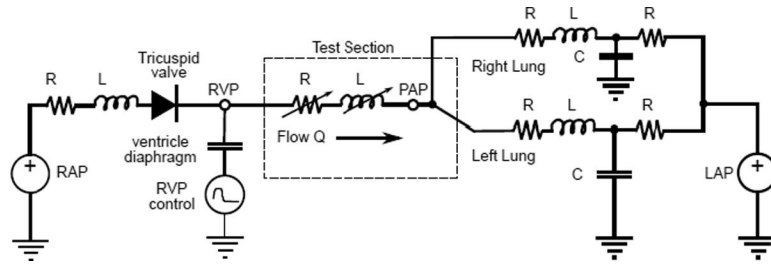 R
L
Tricuspid
valve
RVP
Test Section
R
L
PAP
Flow Q
R
L
R
C
Right Lung
R
L
R
Left Lung
C
ventricle
diaphragm
RVP
control
RAP
+
LAP
+